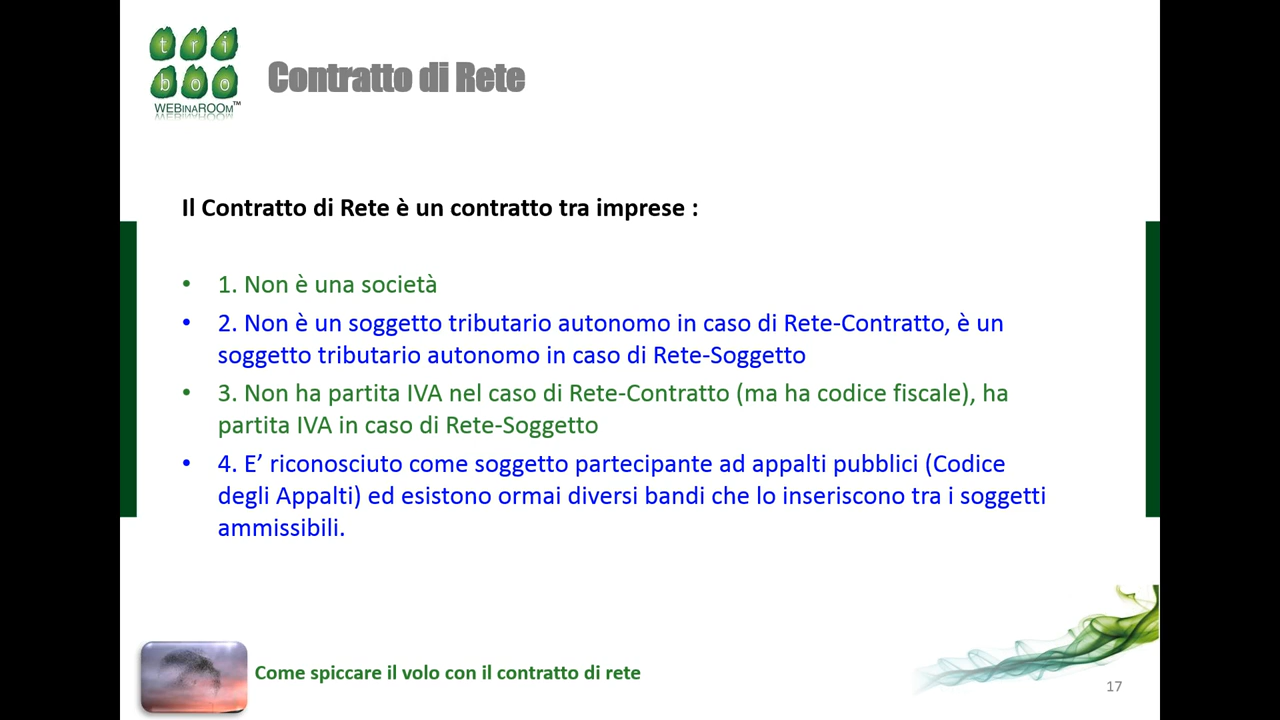 t r i
b o o
WEBinaROOm™
Contratto di Rete
Il Contratto di Rete è un contratto tra imprese :
• 1. Non è una società
• 2. Non è un soggetto tributario autonomo in caso di Rete-Contratto, è un
soggetto tributario autonomo in caso di Rete-Soggetto
• 3. Non ha partita IVA nel caso di Rete-Contratto (ma ha codice fiscale), ha
partita IVA in caso di Rete-Soggetto
• 4. E’ riconosciuto come soggetto partecipante ad appalti pubblici (Codice
degli Appalti) ed esistono ormai diversi bandi che lo inseriscono tra i soggetti
ammissibili.
Come spiccare il volo con il contratto di rete
17